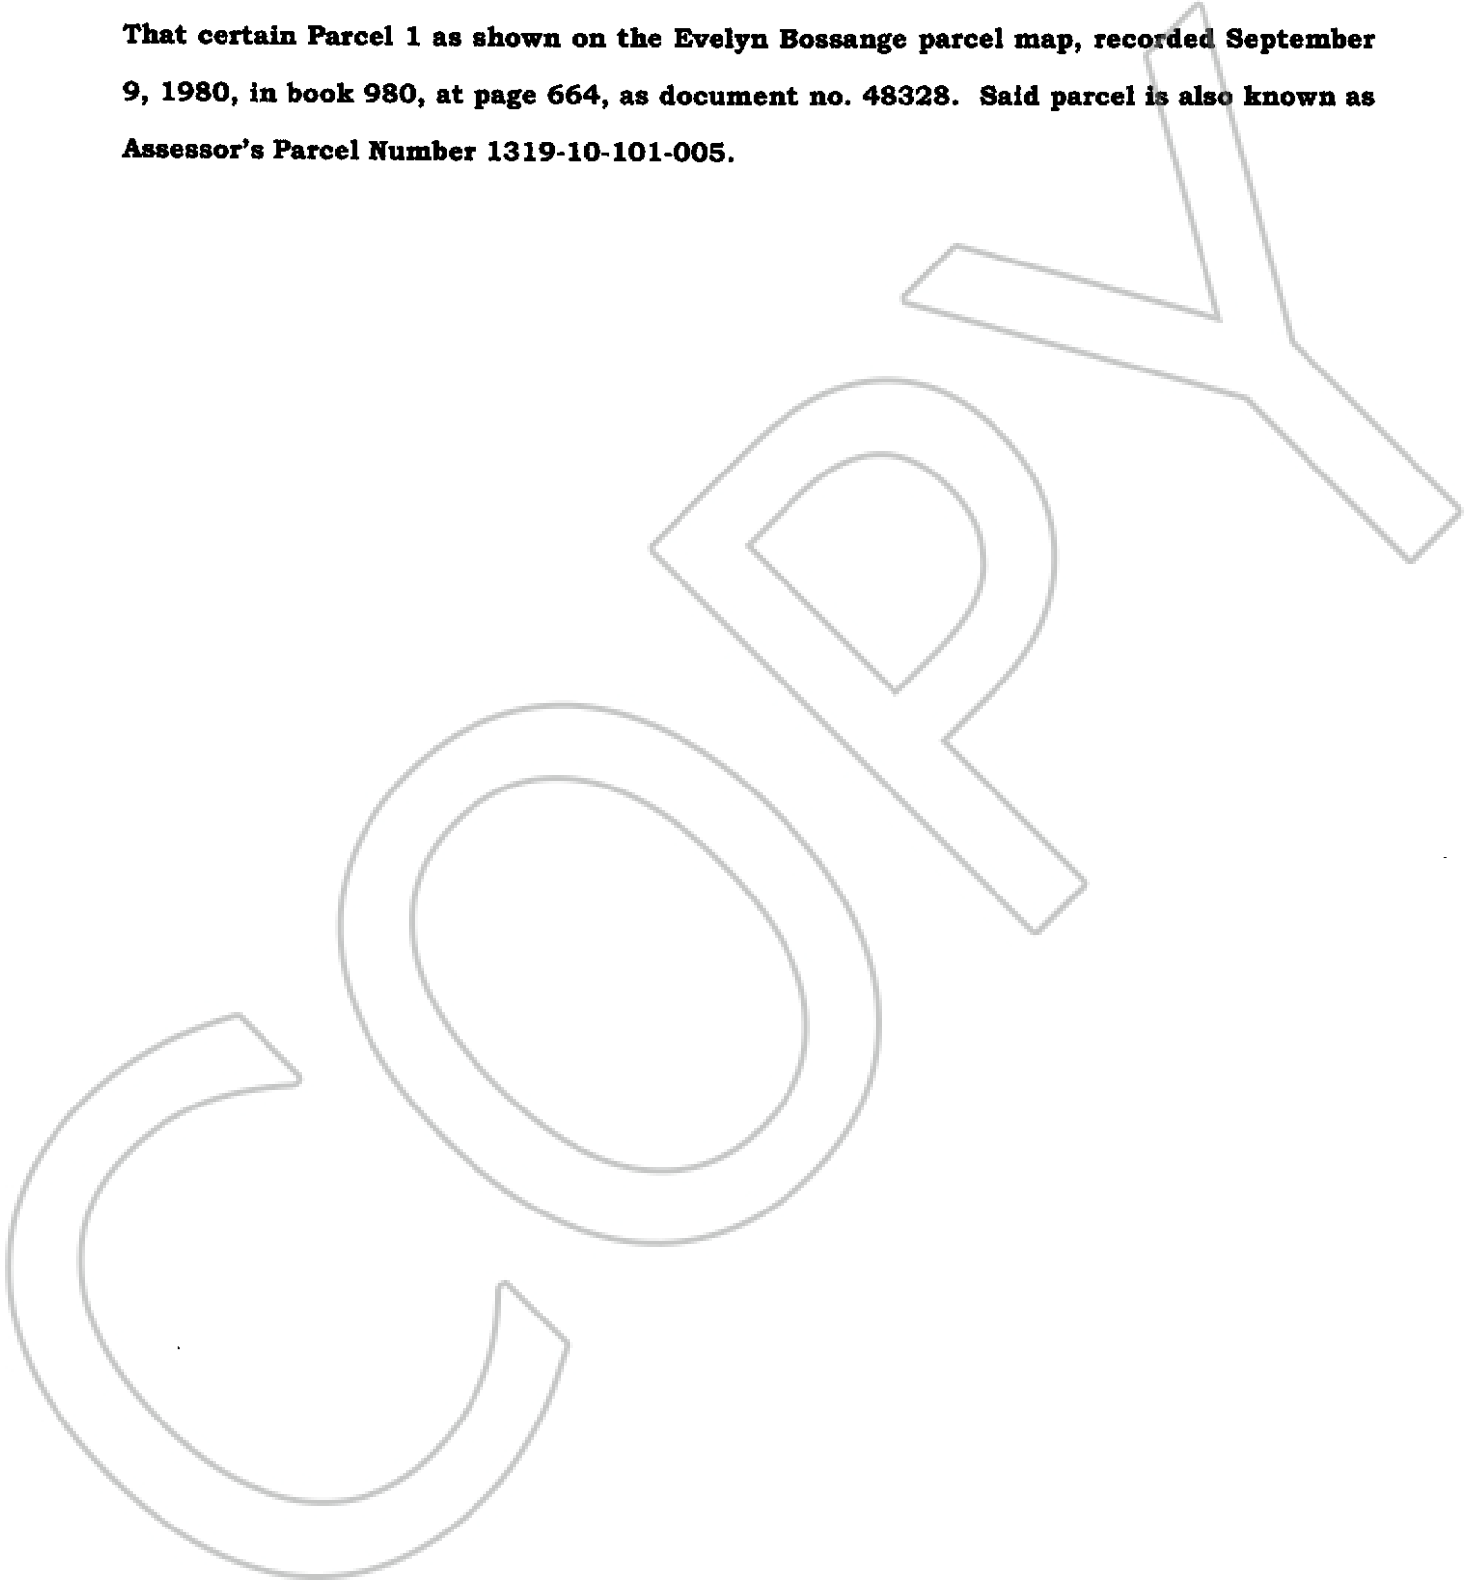 That certain Parcel 1 as shown on the Evelyn Bossange parcel map, recorded September
9, 1980, in book 980, at page 664, as document no. 48328. Said parcel is also known as
Assessor's Parcel Number 1319-10-101-005.
COPY